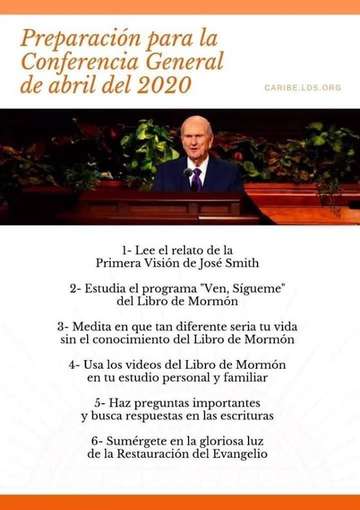 Preparación para la
Conferencia General
de abril del 2020
CARIBE.LDS.ORG
1- Lee el relato de la
Primera Visión de José Smith
2- Estudia el programa "Ven, Sígueme"
del Libro de Mormón
3- Medita en que tan diferente seria tu vida
sin el conocimiento del Libro de Mormón
4- Usa los videos del Libro de Mormón
en tu estudio personal y familiar
5- Haz preguntas importantes
y busca respuestas en las escrituras
6- Sumérgete en la gloriosa luz
de la Restauración del Evangelio